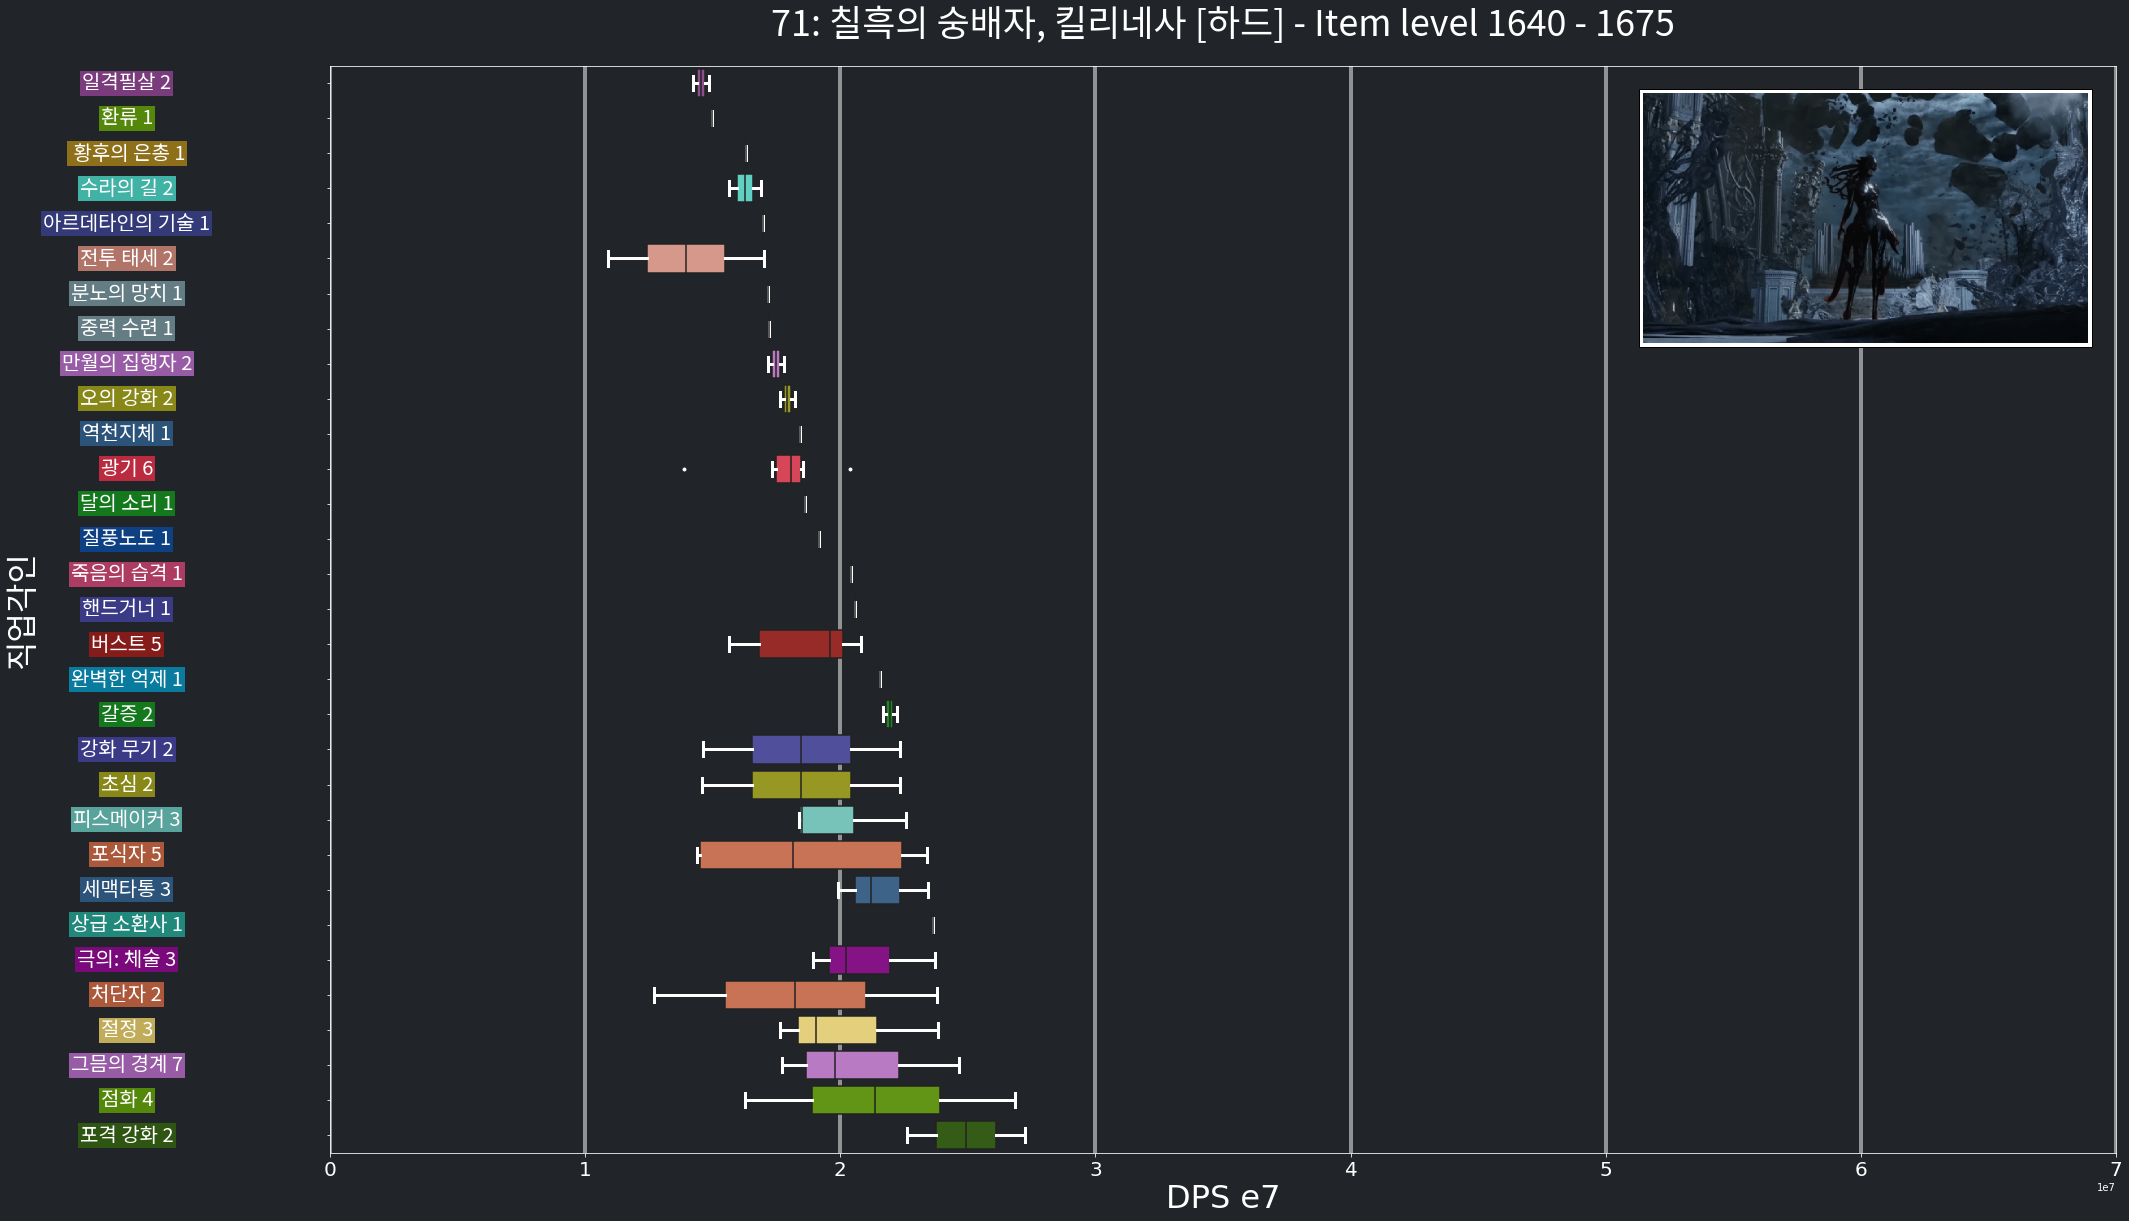 71: 칠흑의 숭배자, 킬리네사 [하드] - Item level 1640 - 1675
일격필살 2
환류 1
황후의 은총 1
수라의 길 2
아르데타인의 기술 1
전투 태세 2
분노의 망치 1
중력 수련 1
만월의 집행자 2
오의 강화 2
역천지체 1
광기 6
달의 소리 1
질풍노도 1
죽음의 습격 1
핸드거너 1
버스트 5
완벽한 억제 1
갈증 2
강화 무기 2
초심 2
피스메이커 3
포식자 5
세맥타통 3
상급 소환사 1
극의: 체술 3
처단자 2
절정 3
그믐의 경계 7
점화 4
포격 강화 2
직업각인
0 1 2 3 4 5 6 7
1e7
DPS e7